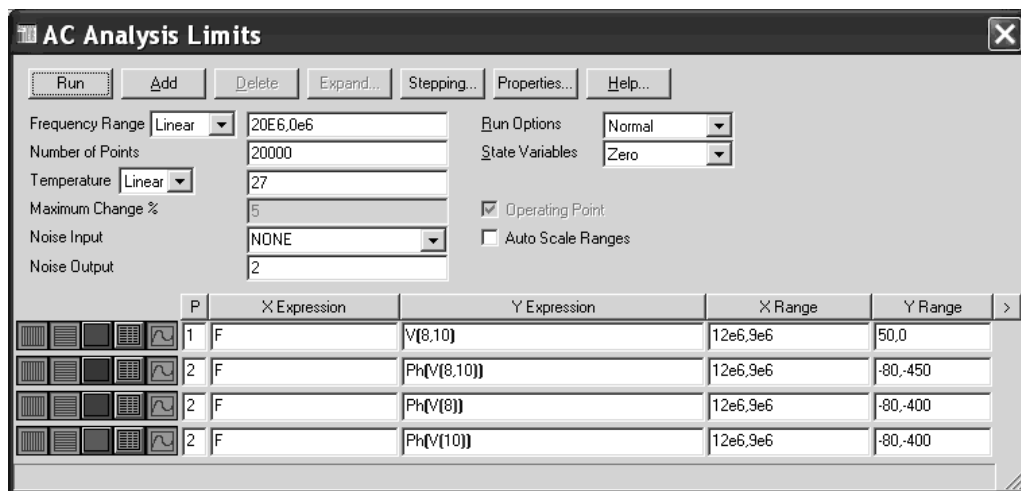 AC Analysis Limits
Run Add Delete Expand... Stepping... Properties... Help...
Frequency Range Linear 20E6,0e6 Run Options Normal
Number of Points 20000 State Variables Zero
Temperature Linear 27
Maximum Change % 5 Operating Point
Noise Input NONE Auto Scale Ranges
Noise Output 2
P X Expression Y Expression X Range Y Range >
1 F V(8,10) 12e6,9e6 50,0
2 F Ph(V(8,10)) 12e6,9e6 -80,-450
2 F Ph(V(8)) 12e6,9e6 -80,-400
2 F Ph(V(10)) 12e6,9e6 -80,-400